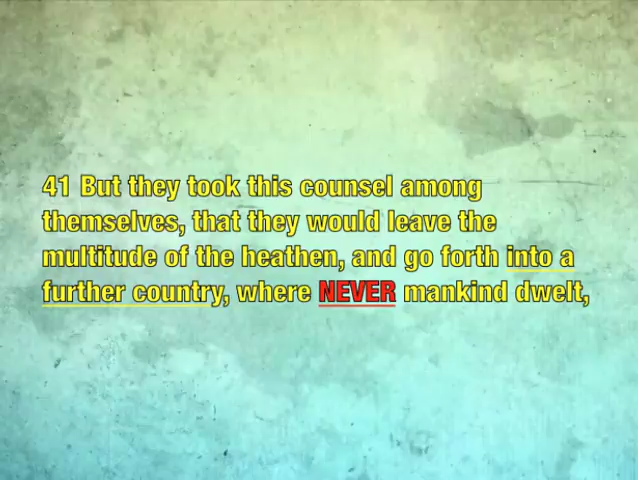 41 But they took this counsel among
themselves, that they would leave the
multitude of the heathen, and go forth into a
further country, where NEVER mankind dwelt,